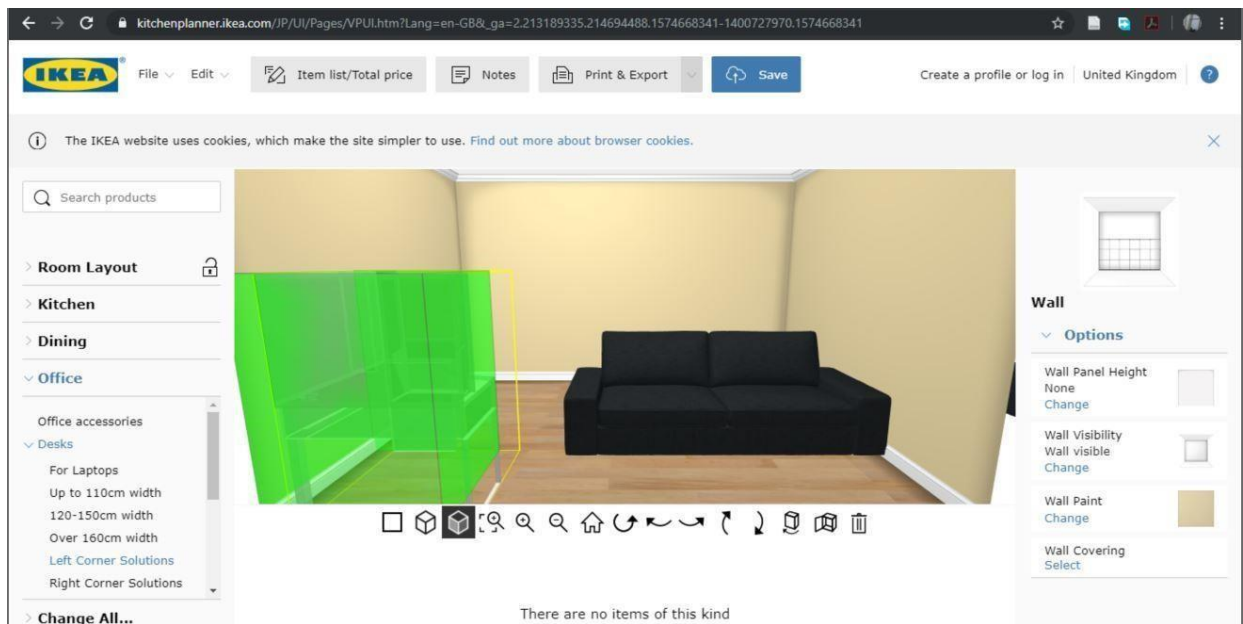 kitchenplanner.ikea.com/JP/UI/Pages/VPUI.htm?Lang=en-GB&_ga=2.213189335.214694488.1574668341-1400727970.1574668341
IKEA
File Edit Item list/Total price Notes Print & Export Save Create a profile or log in United Kingdom ?
The IKEA website uses cookies, which make the site simpler to use. Find out more about browser cookies.
Search products
Room Layout
Kitchen
Dining
Office
Office accessories
Desks
For Laptops
Up to 110cm width
120-150cm width
Over 160cm width
Left Corner Solutions
Right Corner Solutions
Change All...
There are no items of this kind
Wall
Options
Wall Panel Height
None
Change
Wall Visibility
Wall visible
Change
Wall Paint
Change
Wall Covering
Select